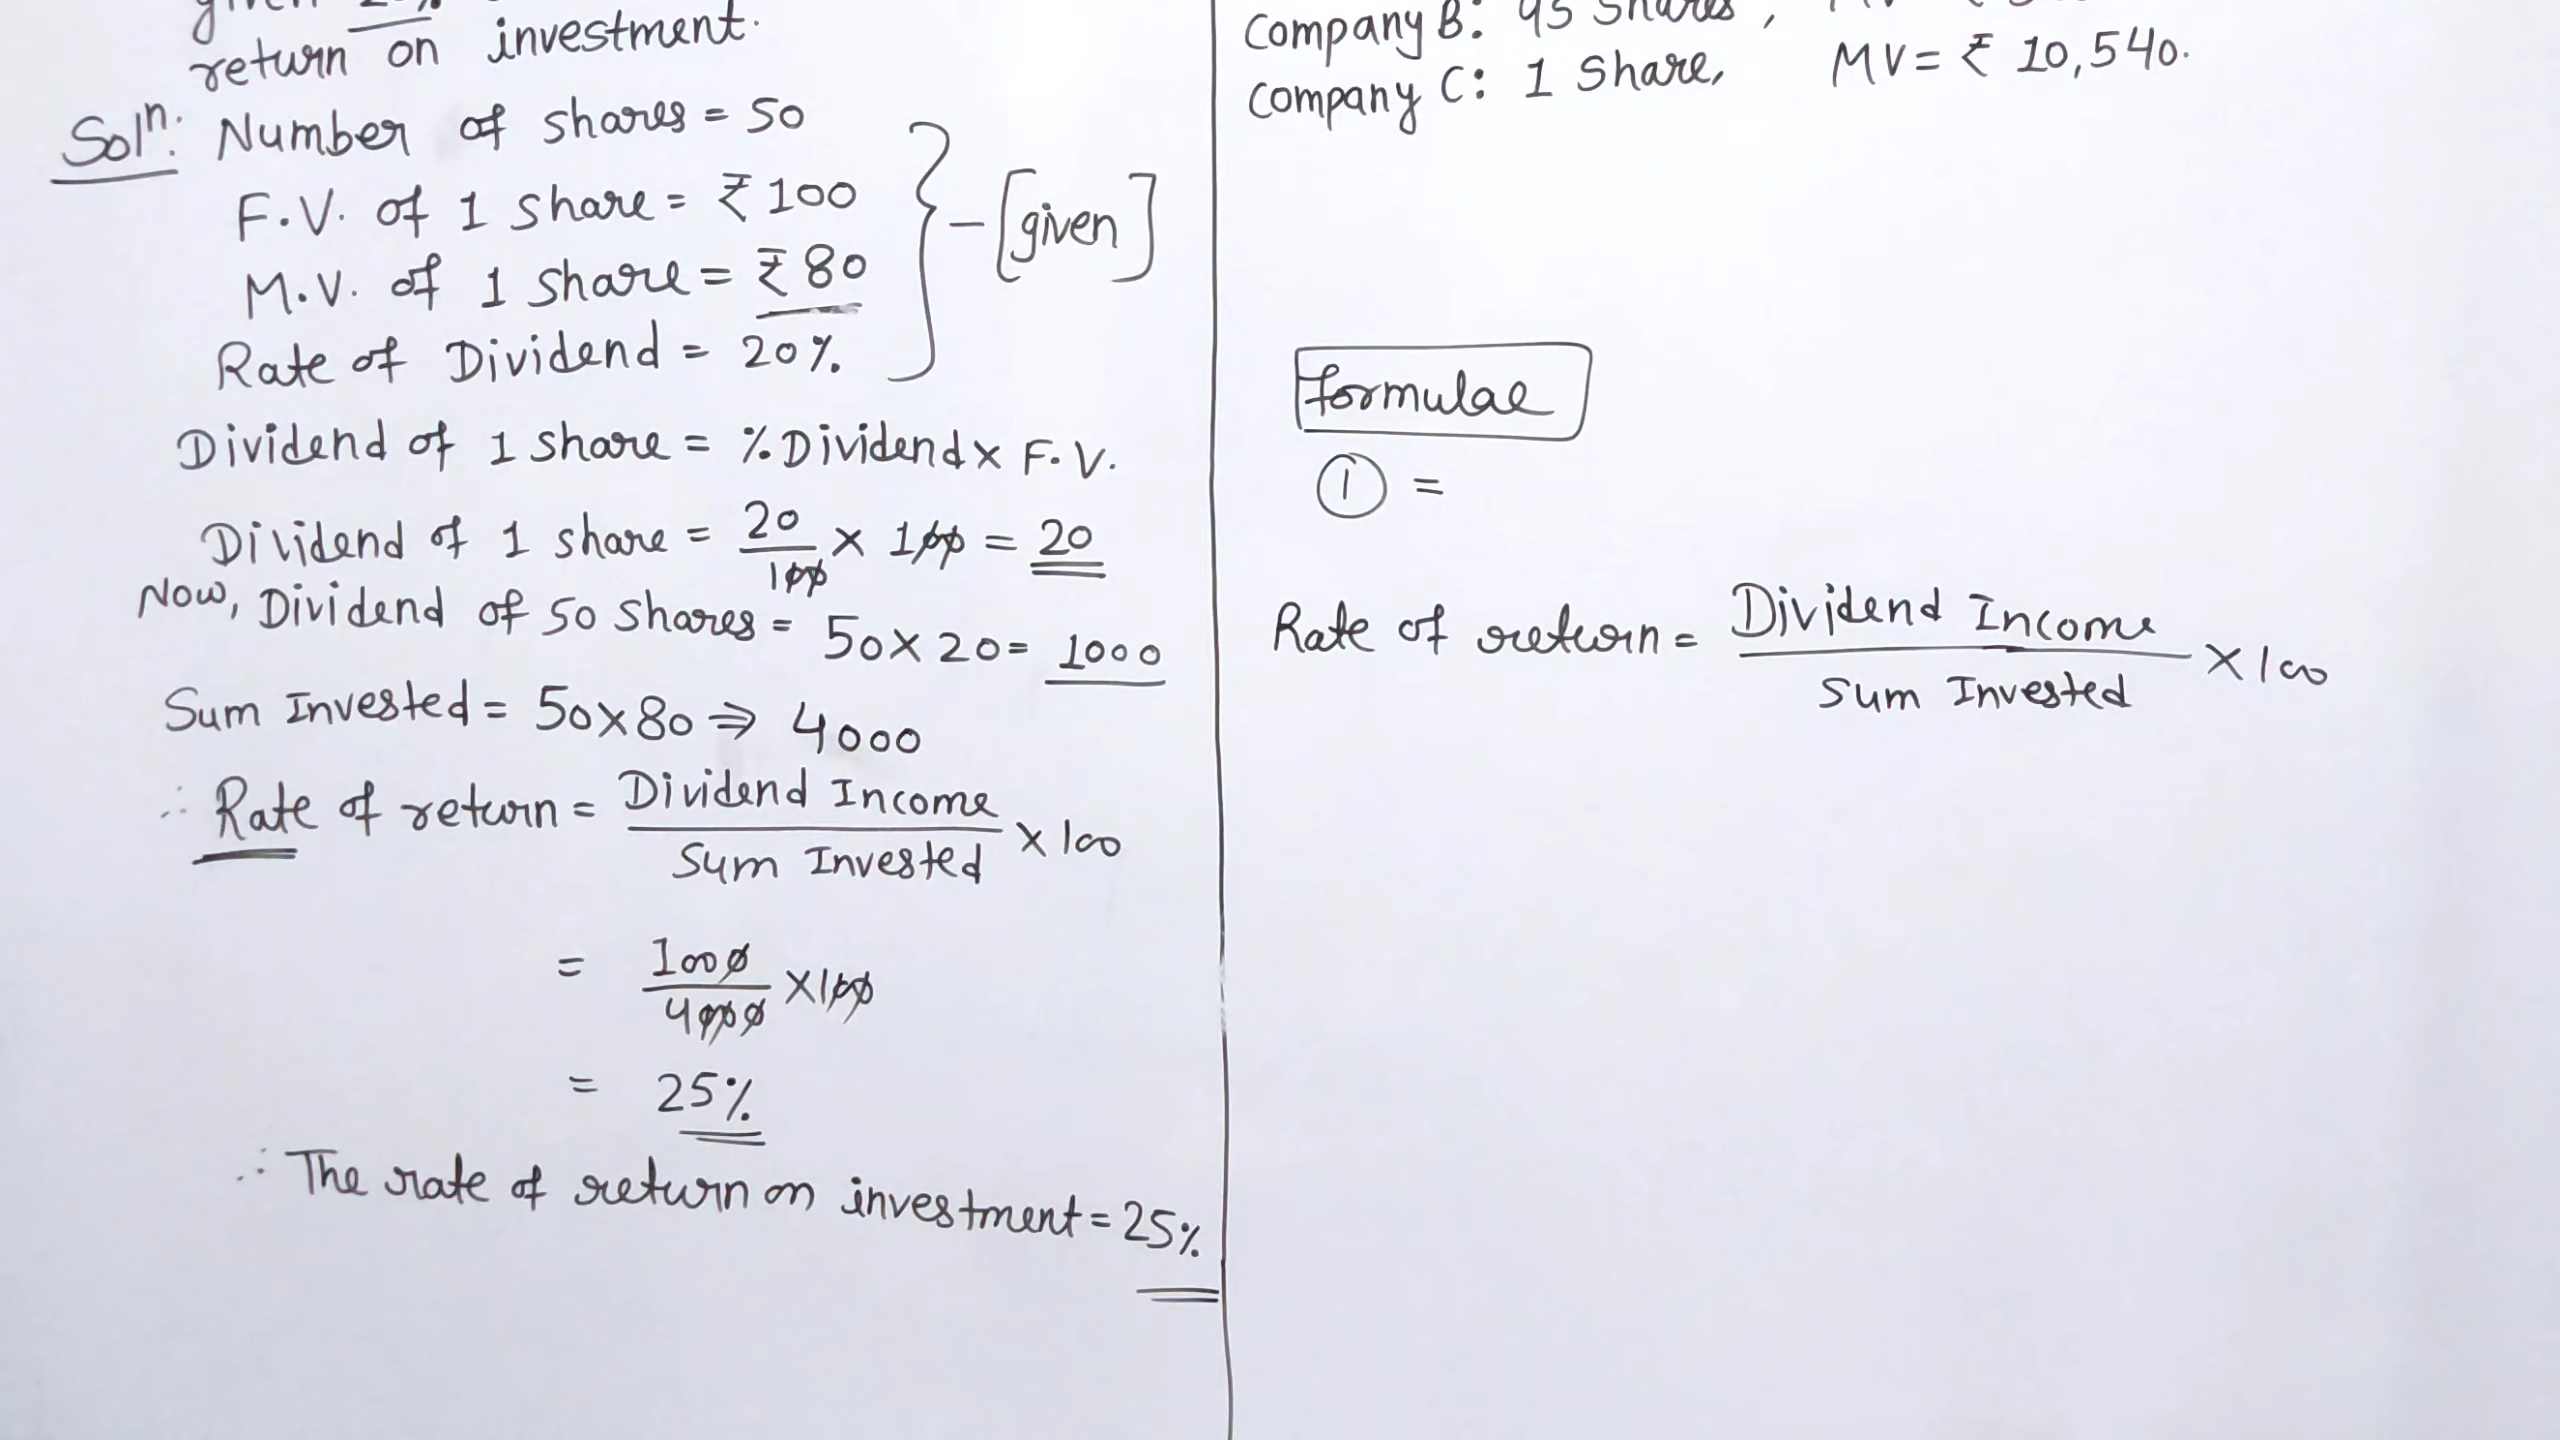 return on investment.
Solⁿ: Number of shares = 50
F.V. of 1 share = ₹ 100
M.V. of 1 share = ₹ 80
Rate of Dividend = 20%.
} - [given]
Dividend of 1 share = % Dividend x F.V.
Dividend of 1 share = 20/100 × 100 = 20
Now, Dividend of 50 shares = 50 × 20 = 1000
Sum Invested = 50 × 80 ⇒ 4000
∴ Rate of return = Dividend Income / Sum Invested × 100
= 1000/4000 × 100
= 25%
∴ The rate of return on investment = 25%
Company B: 45 Shares,
Company C: 1 Share, MV = ₹ 10,540.
formulae
① =
Rate of return = Dividend Income / Sum Invested × 100